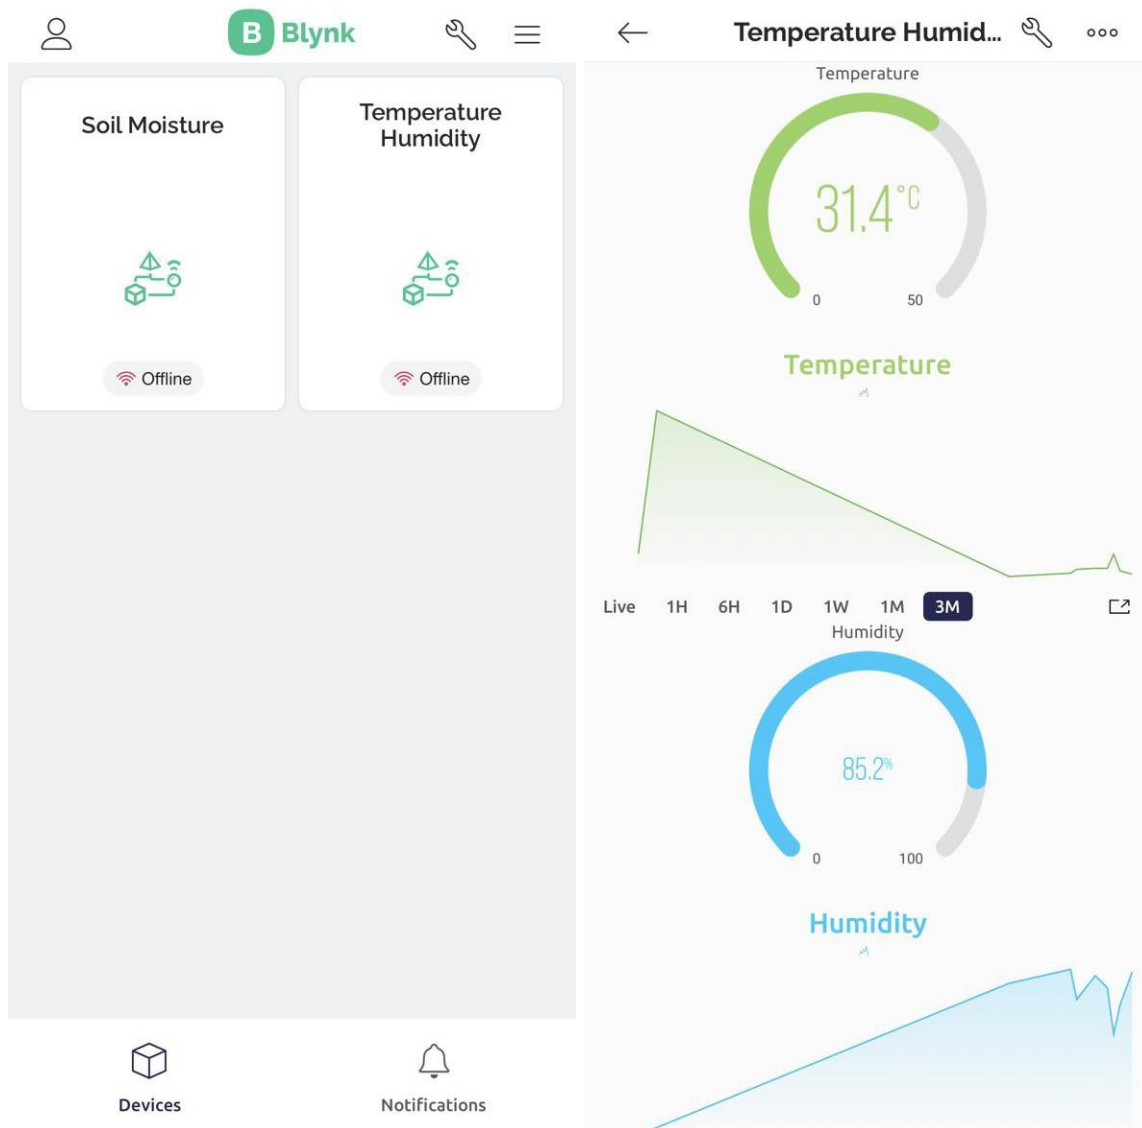 B Blynk
Soil Moisture
Temperature
Humidity
Offline
Offline
Devices
Notifications
Temperature Humid...
Temperature
31.4°C
0 50
Temperature
Live 1H 6H 1D 1W 1M 3M
Humidity
85.2%
0 100
Humidity